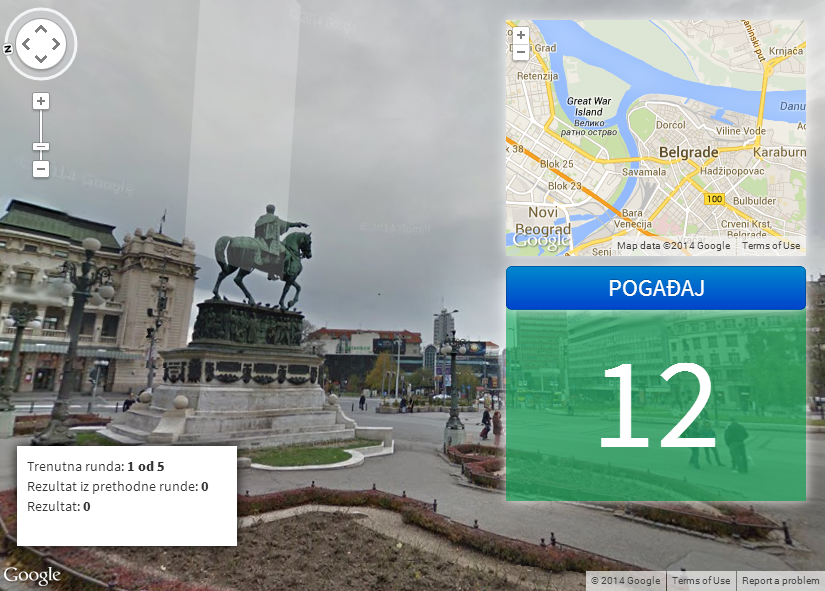 N
Trenutna runda: 1 od 5
Rezultat iz prethodne runde: 0
Rezultat: 0
Google
Krnjača
Retenzija
Great War
Island
Велико
ратно острво
Danu
Dorćol
Viline Vode
Belgrade
Karaburn
38
Blok 25
Savamala
Hadžipopovac
Blok 23
100
Bulbulder
Novi
Beograd
Bara
Venecija
Crveni Krst,
Belgrade
Senj
Google
Map data ©2014 Google
Terms of Use
POGAĐAJ
12
© 2014 Google
Terms of Use
Report a problem